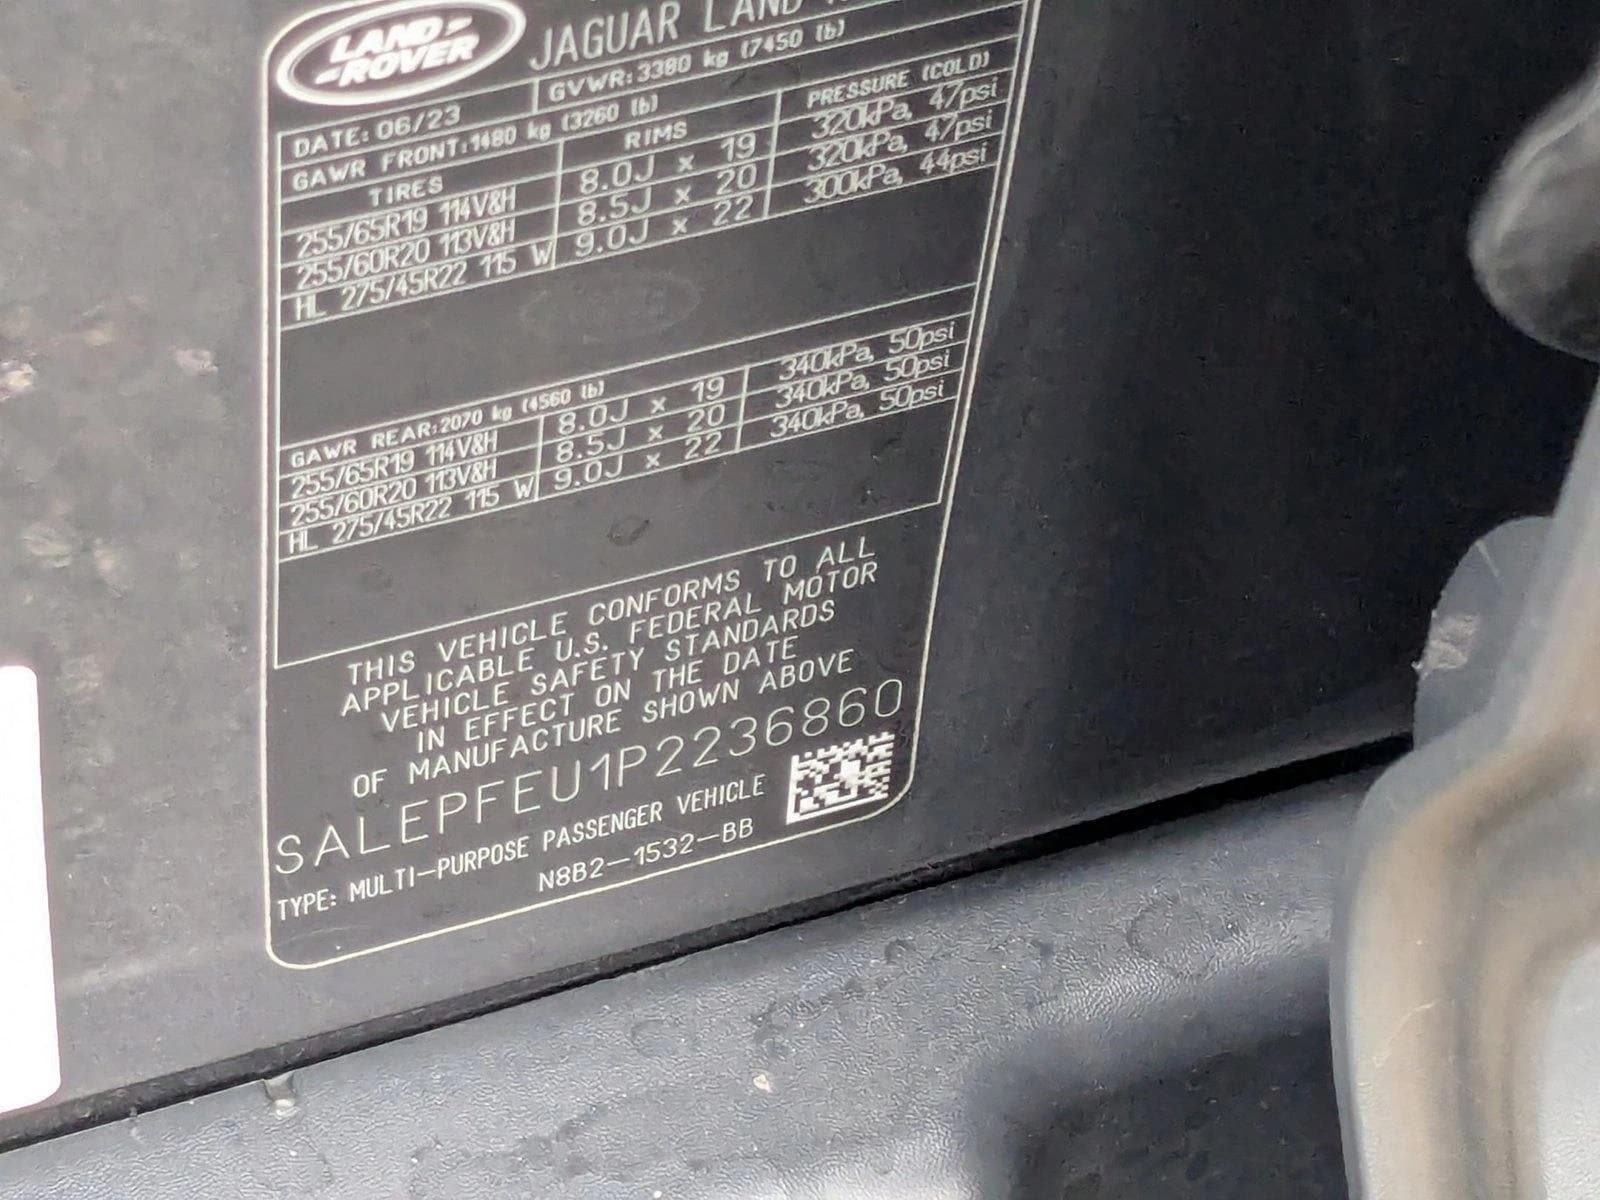 LAND-
-ROVER
JAGUAR LAND
DATE: 06/23
GVWR: 3380 kg (7450 lb)
GAWR FRONT: 1480 kg (3260 lb)
TIRES RIMS PRESSURE (COLD)
255/65R19 114V&H 8.0J x 19 320kPa, 47psi
255/60R20 113V&H 8.5J x 20 320kPa, 47psi
HL 275/45R22 115 W 9.0J x 22 300kPa, 44psi
GAWR REAR: 2070 kg (4560 lb)
255/65R19 114V&H 8.0J x 19 340kPa, 50psi
255/60R20 113V&H 8.5J x 20 340kPa, 50psi
HL 275/45R22 115 W 9.0J x 22 340kPa, 50psi
THIS VEHICLE CONFORMS TO ALL
APPLICABLE U.S. FEDERAL MOTOR
VEHICLE SAFETY STANDARDS
IN EFFECT ON THE DATE
OF MANUFACTURE SHOWN ABOVE
SALEPFEU1P2236860
TYPE: MULTI-PURPOSE PASSENGER VEHICLE
N8B2-1532-BB